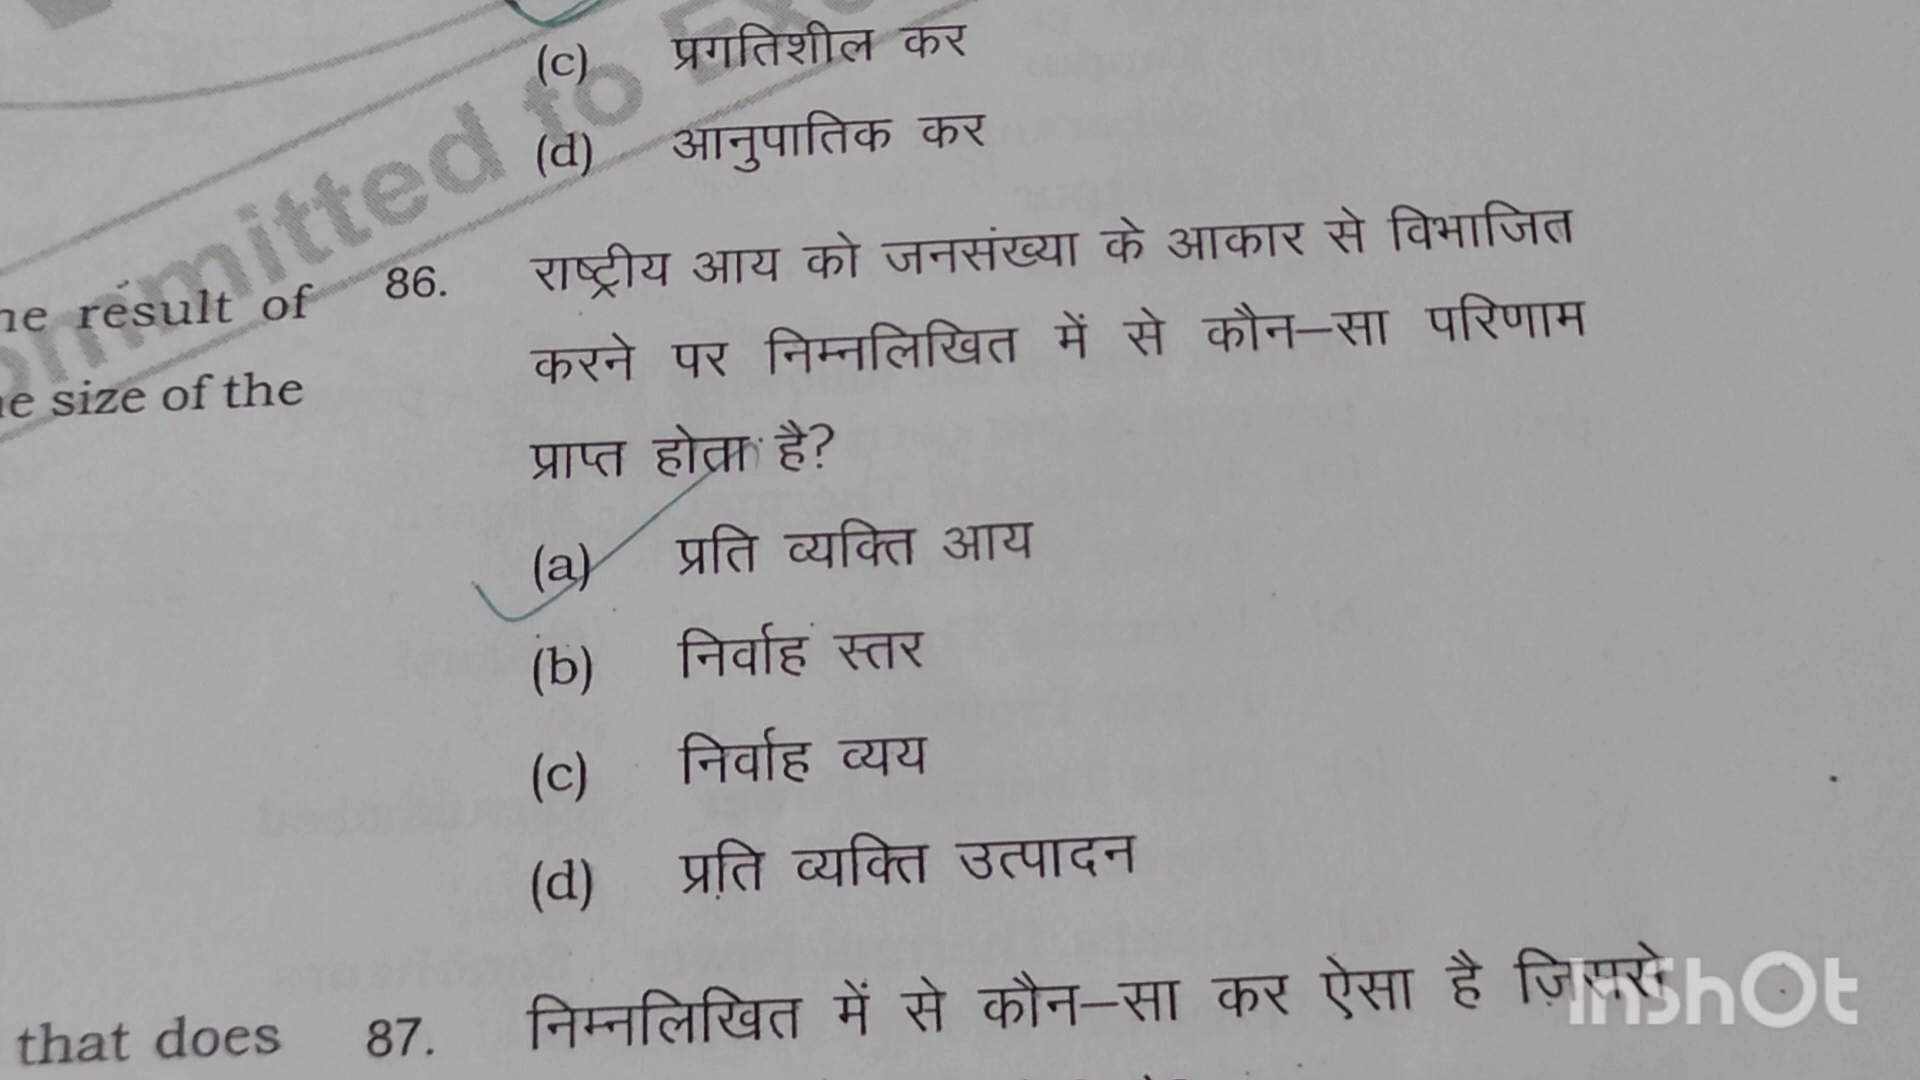 (c) प्रगतिशील कर
(d) आनुपातिक कर
result of
size of the
86. राष्ट्रीय आय को जनसंख्या के आकार से विभाजित
करने पर निम्नलिखित में से कौन–सा परिणाम
प्राप्त होता है?
(a) प्रति व्यक्ति आय
(b) निर्वाह स्तर
(c) निर्वाह व्यय
(d) प्रति व्यक्ति उत्पादन
that does
87. निम्नलिखित में से कौन–सा कर ऐसा है जिससे
InShOt